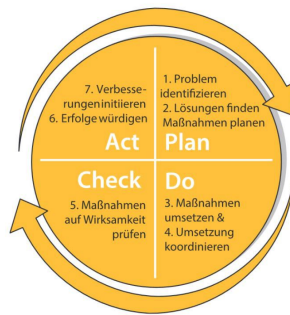 1. Problem
identifizieren
2. Lösungen finden
Maßnahmen planen
Plan
Do
3. Maßnahmen
umsetzen &
4. Umsetzung
koordinieren
Check
5. Maßnahmen
auf Wirksamkeit
prüfen
7. Verbesse-
rungeninitiieren
6. Erfolge würdigen
Act